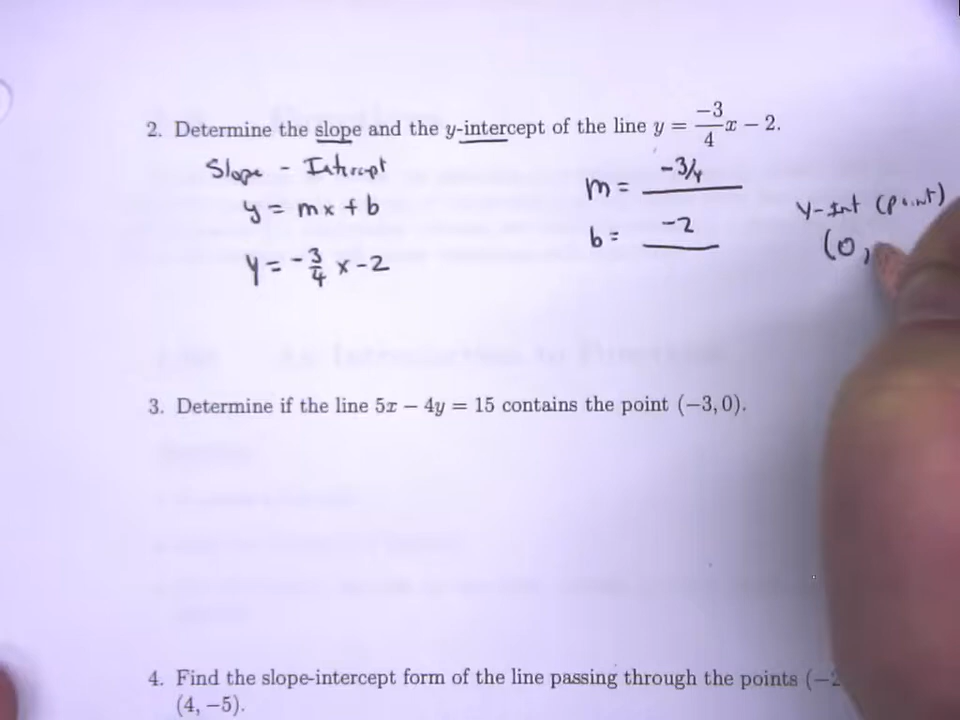 2. Determine the slope and the y-intercept of the line y = -3/4 x − 2.
Slope - Intercept
y = mx + b
y = -3/4 x - 2
m = -3/4
b = -2
y-Int (point)
(0,
3. Determine if the line 5x − 4y = 15 contains the point (−3, 0).
4. Find the slope-intercept form of the line passing through the points (−2
(4, −5).